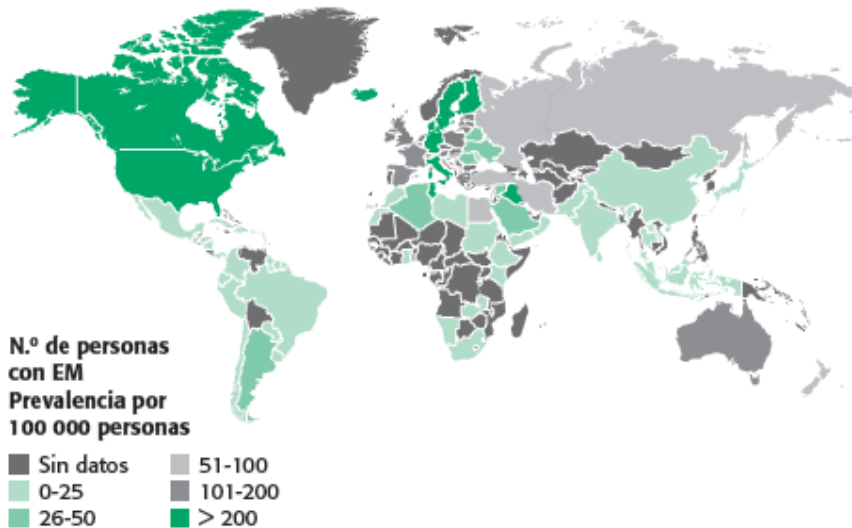 N.º de personas
con EM
Prevalencia por
100 000 personas
Sin datos
0-25
26-50
51-100
101-200
> 200